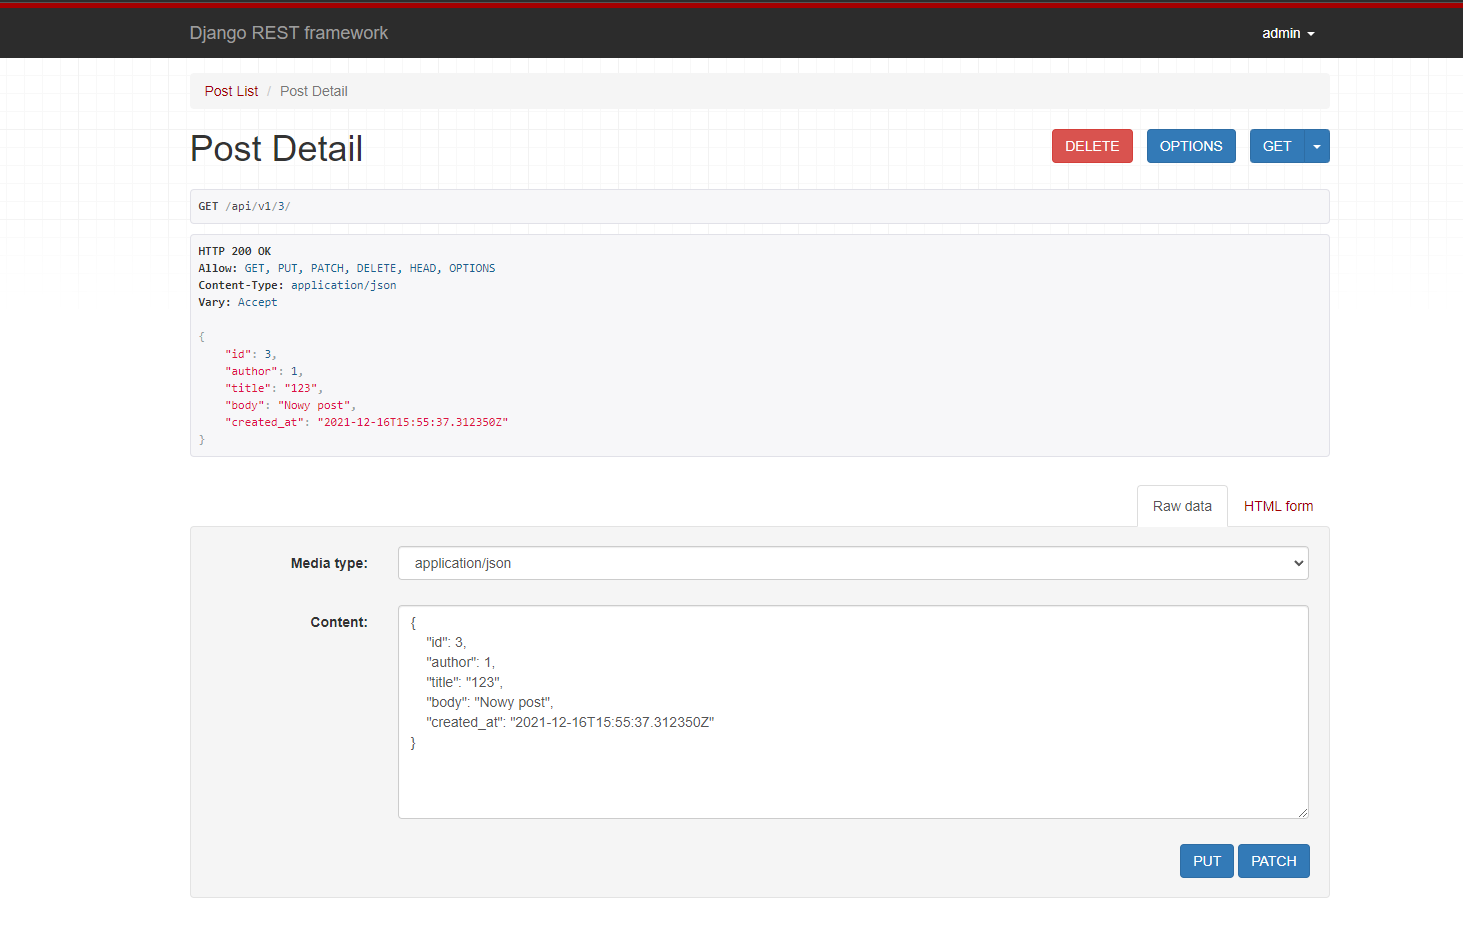 Django REST framework
admin
Post List / Post Detail
Post Detail
DELETE
OPTIONS
GET
GET /api/v1/3/
HTTP 200 OK
Allow: GET, PUT, PATCH, DELETE, HEAD, OPTIONS
Content-Type: application/json
Vary: Accept
{
    "id": 3,
    "author": 1,
    "title": "123",
    "body": "Nowy post",
    "created_at": "2021-12-16T15:55:37.312350Z"
}
Raw data
HTML form
Media type:
application/json
Content:
{
    "id": 3,
    "author": 1,
    "title": "123",
    "body": "Nowy post",
    "created_at": "2021-12-16T15:55:37.312350Z"
}
PUT
PATCH